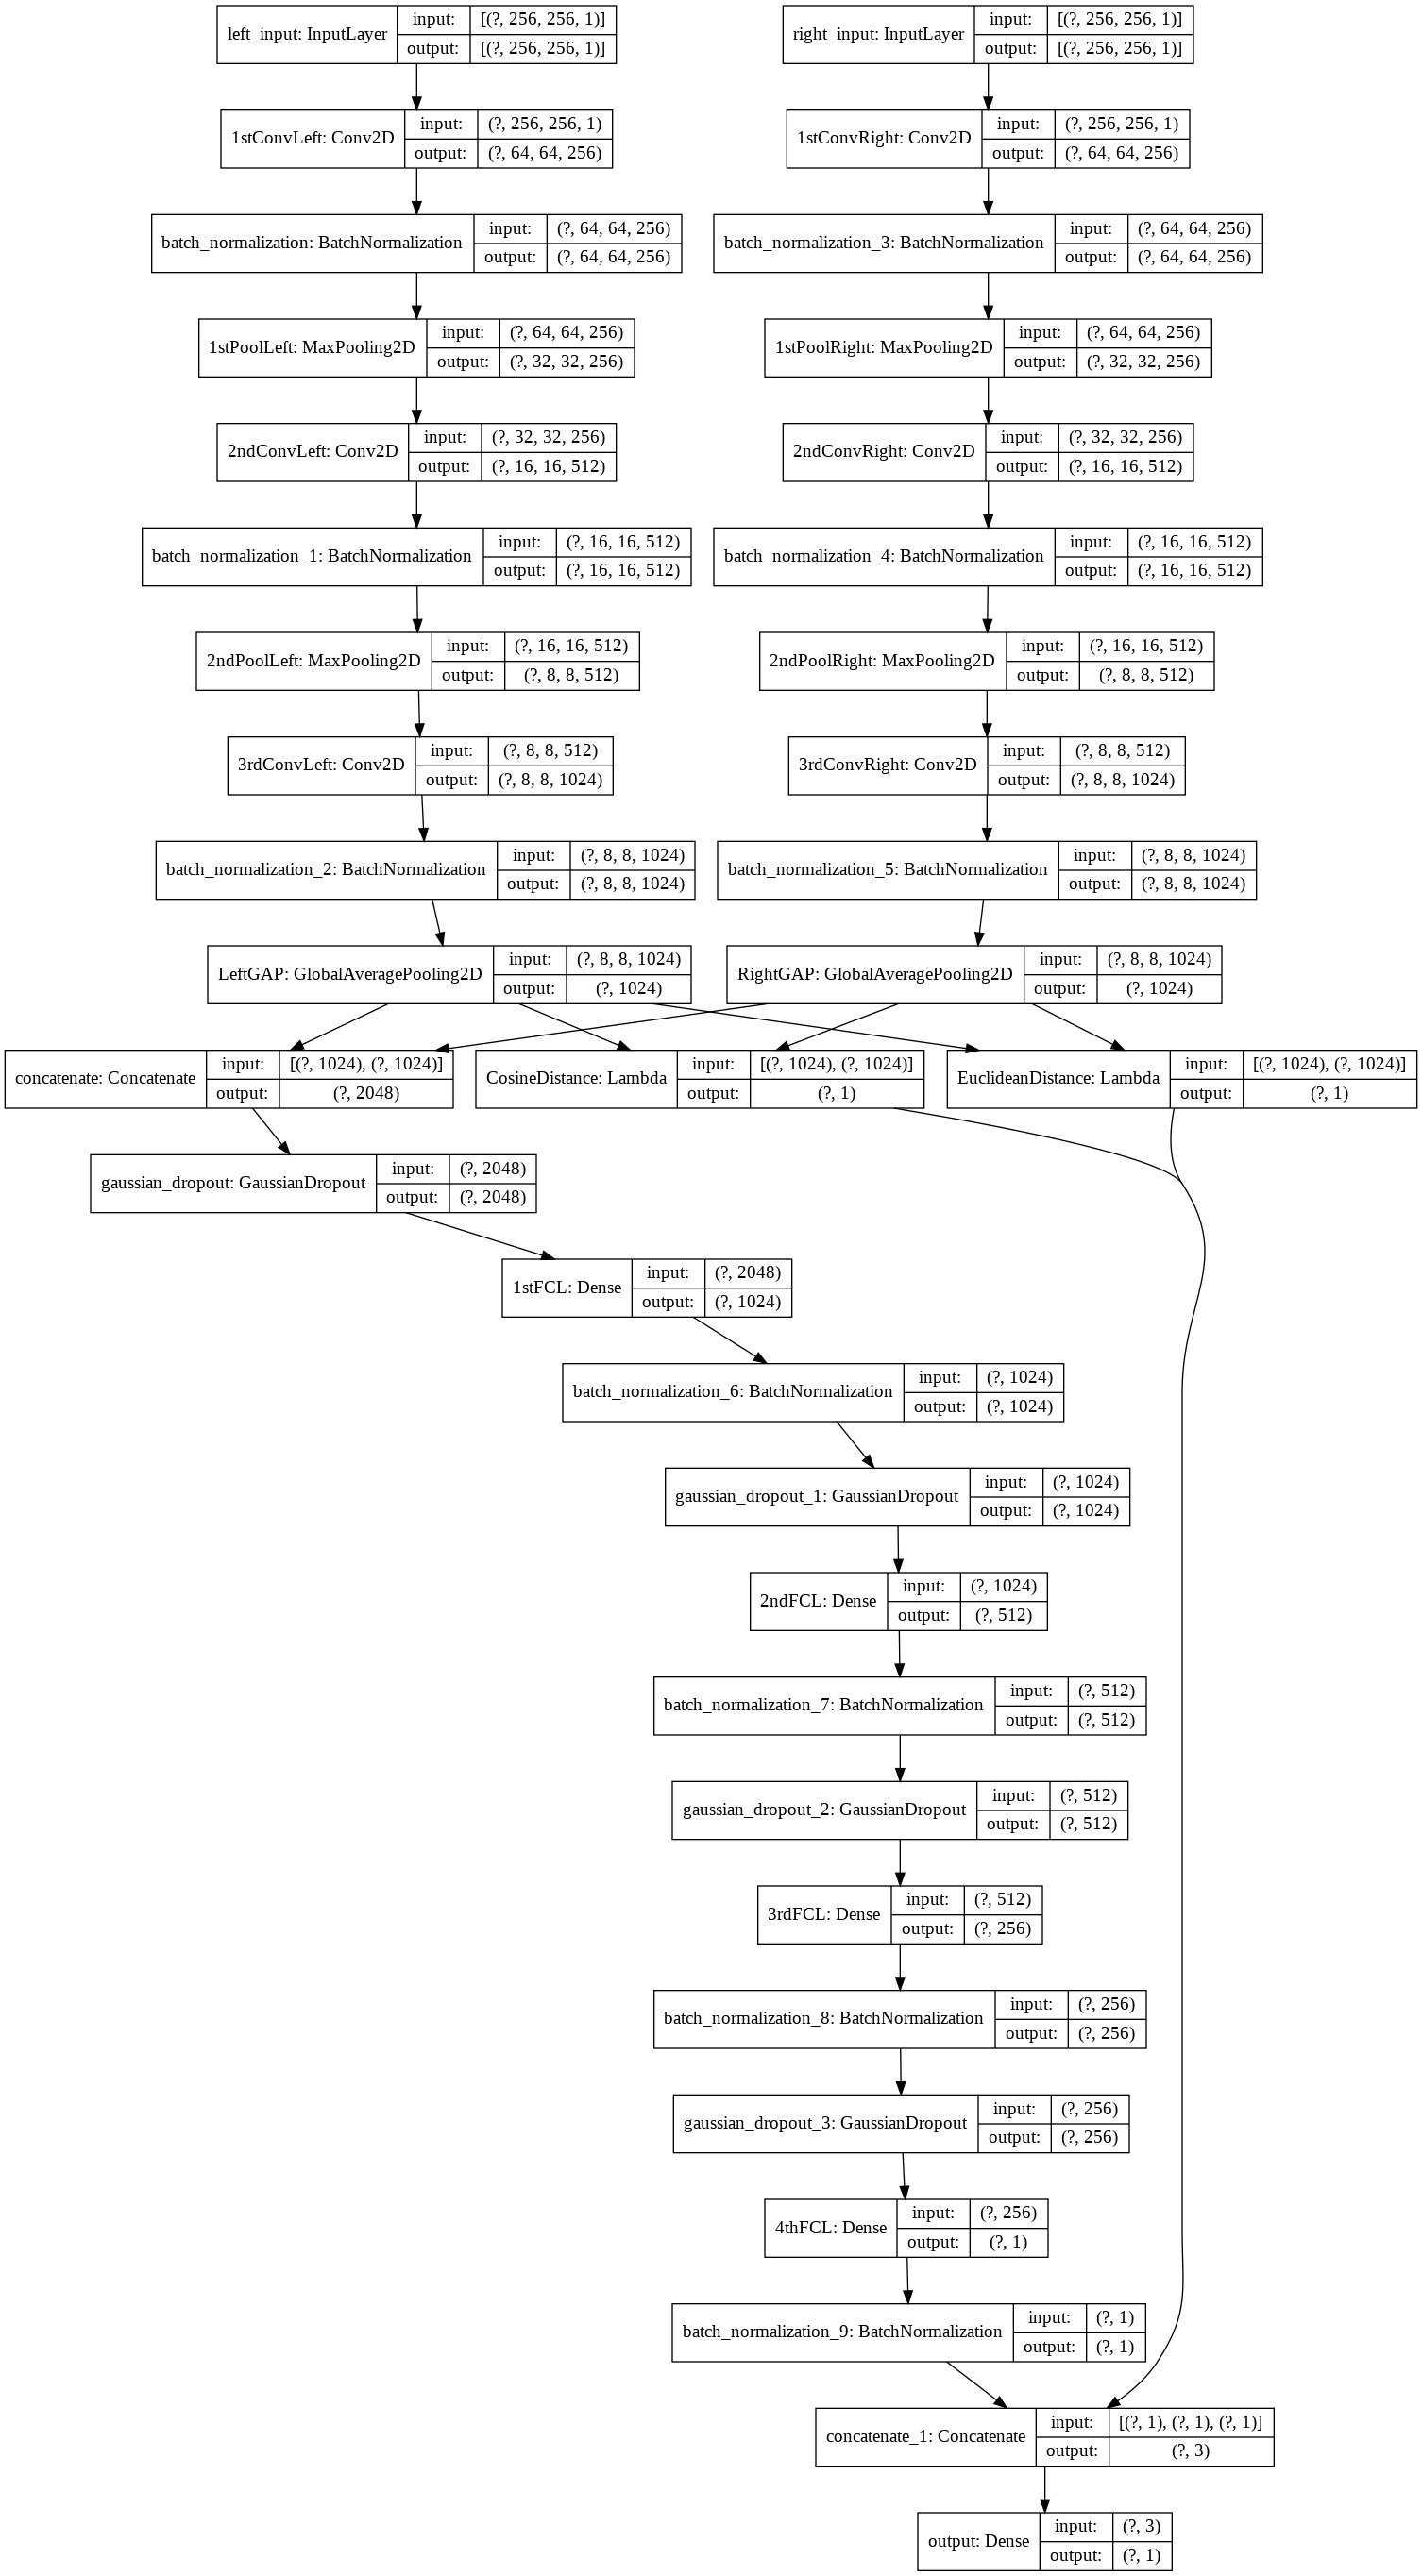 left_input: InputLayer
input:
[(?, 256, 256, 1)]
output:
[(?, 256, 256, 1)]
right_input: InputLayer
input:
[(?, 256, 256, 1)]
output:
[(?, 256, 256, 1)]
1stConvLeft: Conv2D
input:
(?, 256, 256, 1)
output:
(?, 64, 64, 256)
1stConvRight: Conv2D
input:
(?, 256, 256, 1)
output:
(?, 64, 64, 256)
batch_normalization: BatchNormalization
input:
(?, 64, 64, 256)
output:
(?, 64, 64, 256)
batch_normalization_3: BatchNormalization
input:
(?, 64, 64, 256)
output:
(?, 64, 64, 256)
1stPoolLeft: MaxPooling2D
input:
(?, 64, 64, 256)
output:
(?, 32, 32, 256)
1stPoolRight: MaxPooling2D
input:
(?, 64, 64, 256)
output:
(?, 32, 32, 256)
2ndConvLeft: Conv2D
input:
(?, 32, 32, 256)
output:
(?, 16, 16, 512)
2ndConvRight: Conv2D
input:
(?, 32, 32, 256)
output:
(?, 16, 16, 512)
batch_normalization_1: BatchNormalization
input:
(?, 16, 16, 512)
output:
(?, 16, 16, 512)
batch_normalization_4: BatchNormalization
input:
(?, 16, 16, 512)
output:
(?, 16, 16, 512)
2ndPoolLeft: MaxPooling2D
input:
(?, 16, 16, 512)
output:
(?, 8, 8, 512)
2ndPoolRight: MaxPooling2D
input:
(?, 16, 16, 512)
output:
(?, 8, 8, 512)
3rdConvLeft: Conv2D
input:
(?, 8, 8, 512)
output:
(?, 8, 8, 1024)
3rdConvRight: Conv2D
input:
(?, 8, 8, 512)
output:
(?, 8, 8, 1024)
batch_normalization_2: BatchNormalization
input:
(?, 8, 8, 1024)
output:
(?, 8, 8, 1024)
batch_normalization_5: BatchNormalization
input:
(?, 8, 8, 1024)
output:
(?, 8, 8, 1024)
LeftGAP: GlobalAveragePooling2D
input:
(?, 8, 8, 1024)
output:
(?, 1024)
RightGAP: GlobalAveragePooling2D
input:
(?, 8, 8, 1024)
output:
(?, 1024)
concatenate: Concatenate
input:
[(?, 1024), (?, 1024)]
output:
(?, 2048)
CosineDistance: Lambda
input:
[(?, 1024), (?, 1024)]
output:
(?, 1)
EuclideanDistance: Lambda
input:
[(?, 1024), (?, 1024)]
output:
(?, 1)
gaussian_dropout: GaussianDropout
input:
(?, 2048)
output:
(?, 2048)
1stFCL: Dense
input:
(?, 2048)
output:
(?, 1024)
batch_normalization_6: BatchNormalization
input:
(?, 1024)
output:
(?, 1024)
gaussian_dropout_1: GaussianDropout
input:
(?, 1024)
output:
(?, 1024)
2ndFCL: Dense
input:
(?, 1024)
output:
(?, 512)
batch_normalization_7: BatchNormalization
input:
(?, 512)
output:
(?, 512)
gaussian_dropout_2: GaussianDropout
input:
(?, 512)
output:
(?, 512)
3rdFCL: Dense
input:
(?, 512)
output:
(?, 256)
batch_normalization_8: BatchNormalization
input:
(?, 256)
output:
(?, 256)
gaussian_dropout_3: GaussianDropout
input:
(?, 256)
output:
(?, 256)
4thFCL: Dense
input:
(?, 256)
output:
(?, 1)
batch_normalization_9: BatchNormalization
input:
(?, 1)
output:
(?, 1)
concatenate_1: Concatenate
input:
[(?, 1), (?, 1), (?, 1)]
output:
(?, 3)
output: Dense
input:
(?, 3)
output:
(?, 1)